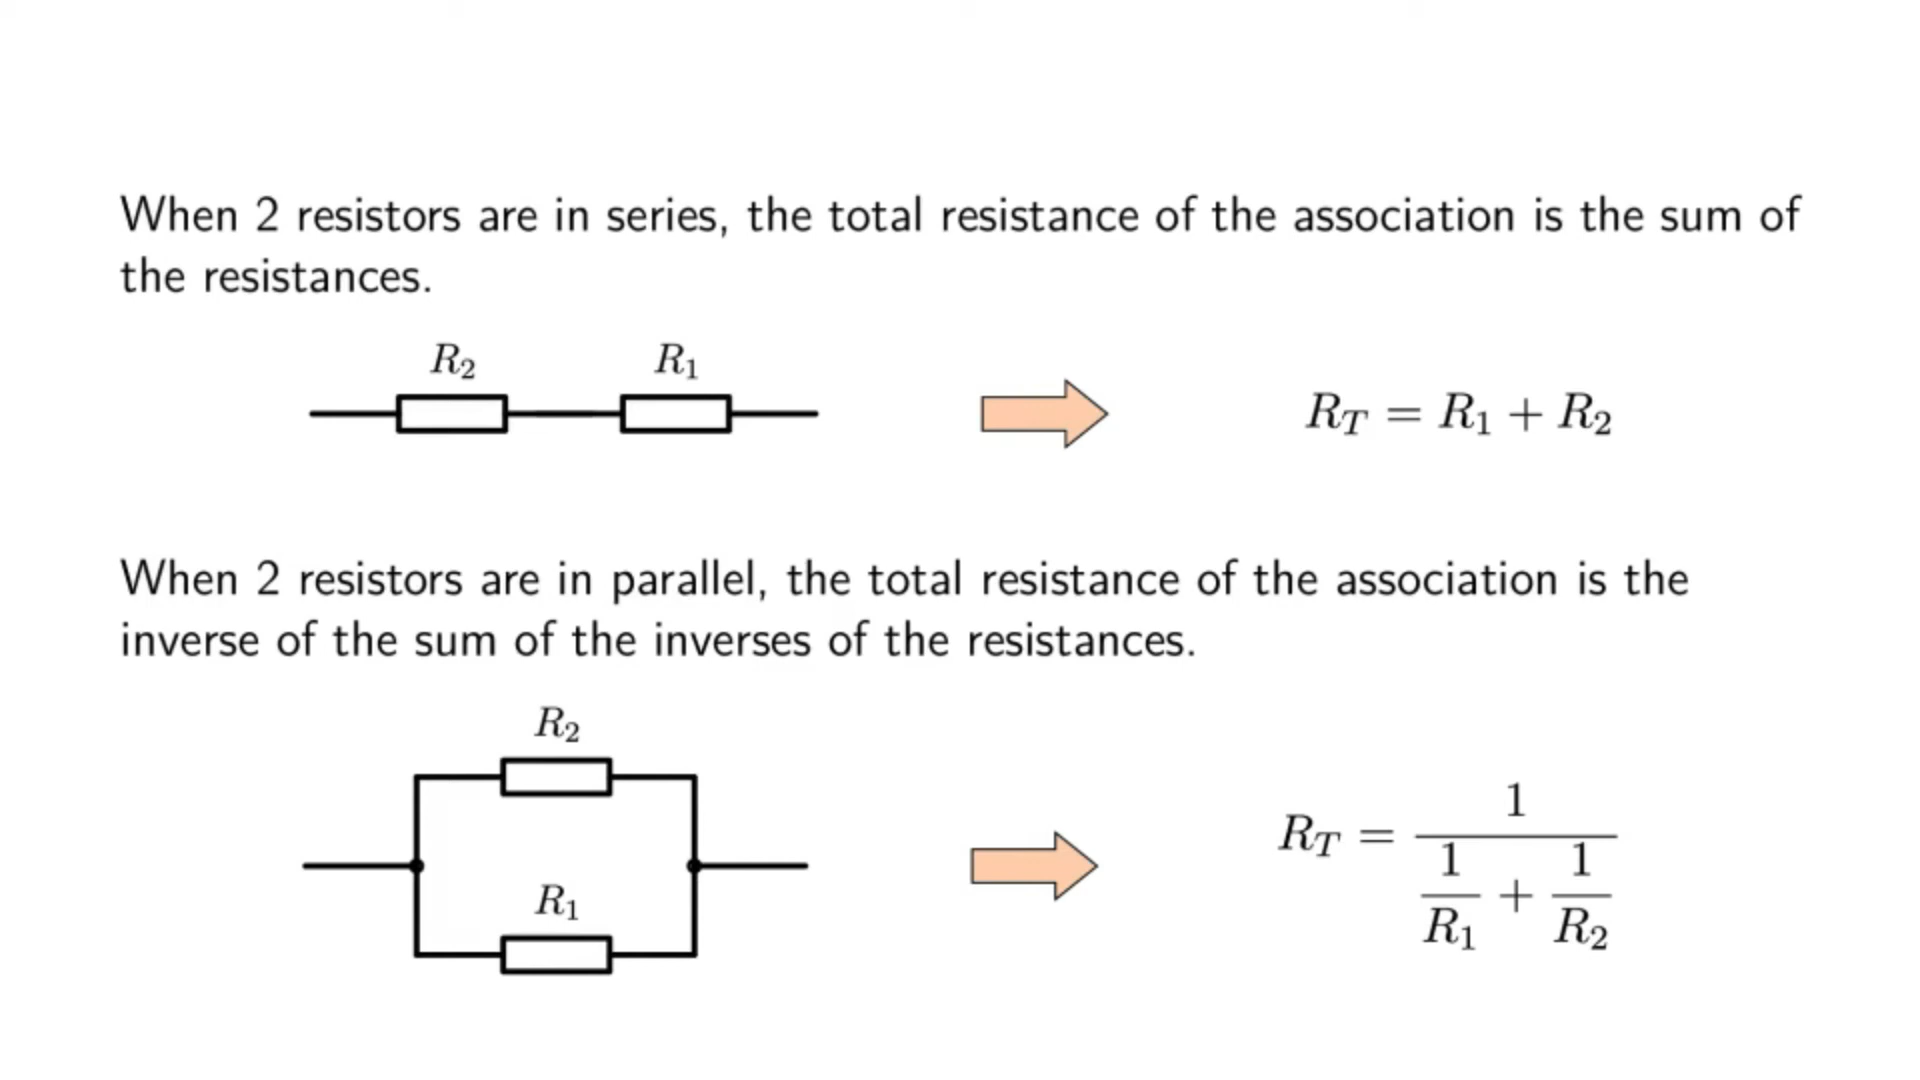 When 2 resistors are in series, the total resistance of the association is the sum of
the resistances.
R₂ R₁
R_T = R₁ + R₂
When 2 resistors are in parallel, the total resistance of the association is the
inverse of the sum of the inverses of the resistances.
R₂
R₁
R_T = 1 / (1/R₁ + 1/R₂)